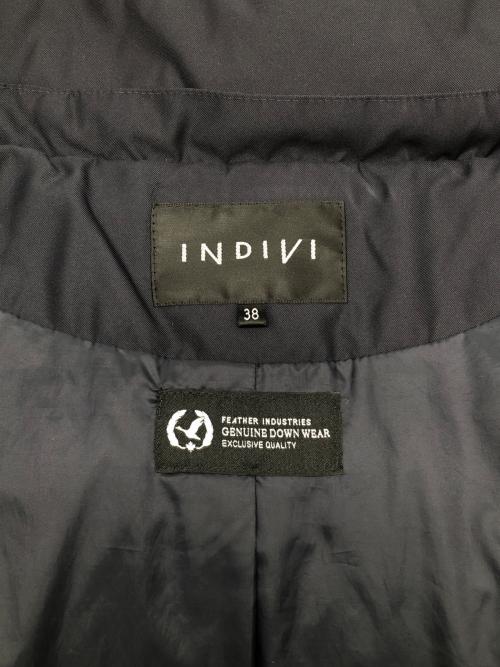 INDIVI
38
FEATHER INDUSTRIES
GENUINE DOWN WEAR
EXCLUSIVE QUALITY